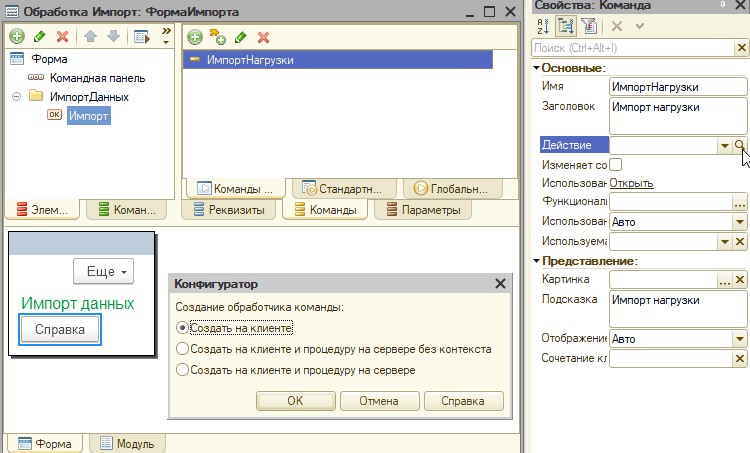 Обработка Импорт: ФормаИмпорта
Форма
Командная панель
ИмпортДанных
OK Импорт
Элем...
Коман...
ИмпортНагрузки
Команды ...
Стандартн...
Глобальн...
Реквизиты
Команды
Параметры
Еще
Импорт данных
Справка
Конфигуратор
Создание обработчика команды:
Создать на клиенте
Создать на клиенте и процедуру на сервере без контекста
Создать на клиенте и процедуру на сервере
OK
Отмена
Справка
Форма
Модуль
Свойства: Команда
Поиск (Ctrl+Alt+I)
Основные:
Имя ИмпортНагрузки
Заголовок Импорт нагрузки
Действие
Изменяет со
Использован Открыть
Функционал
Использован Авто
Используема
Представление:
Картинка
Подсказка Импорт нагрузки
Отображение Авто
Сочетание кл